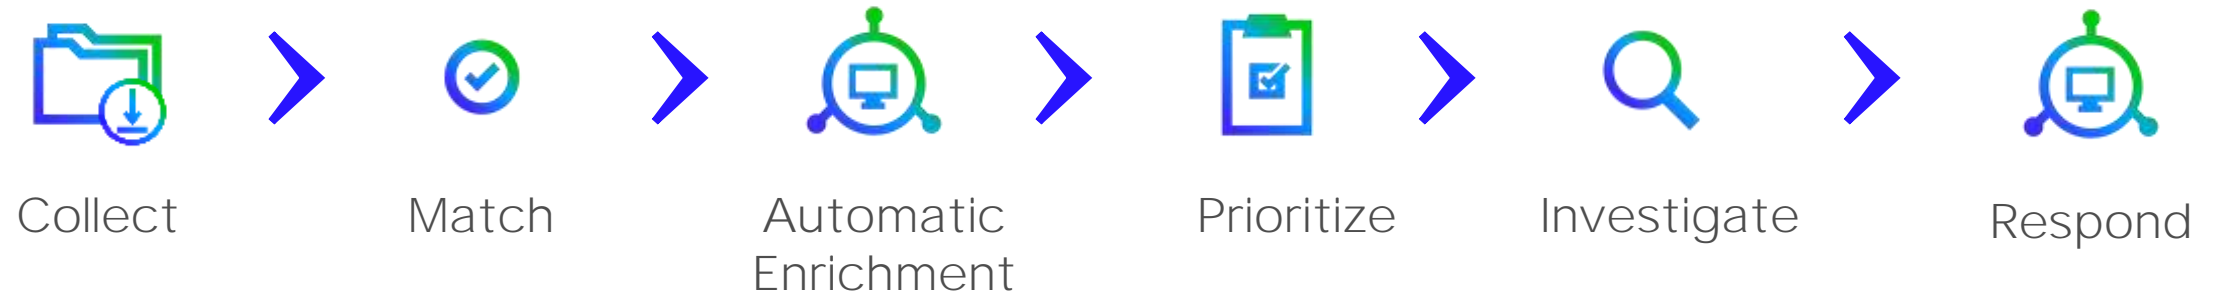 Collect
Match
Automatic
Enrichment
Prioritize
Investigate
Respond